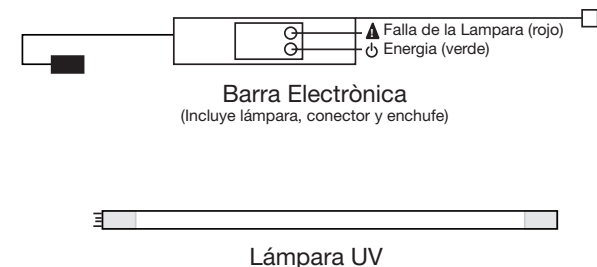 Falla de la Lampara (rojo)
Energia (verde)
Barra Electrònica
(Incluye lámpara, conector y enchufe)
Lámpara UV